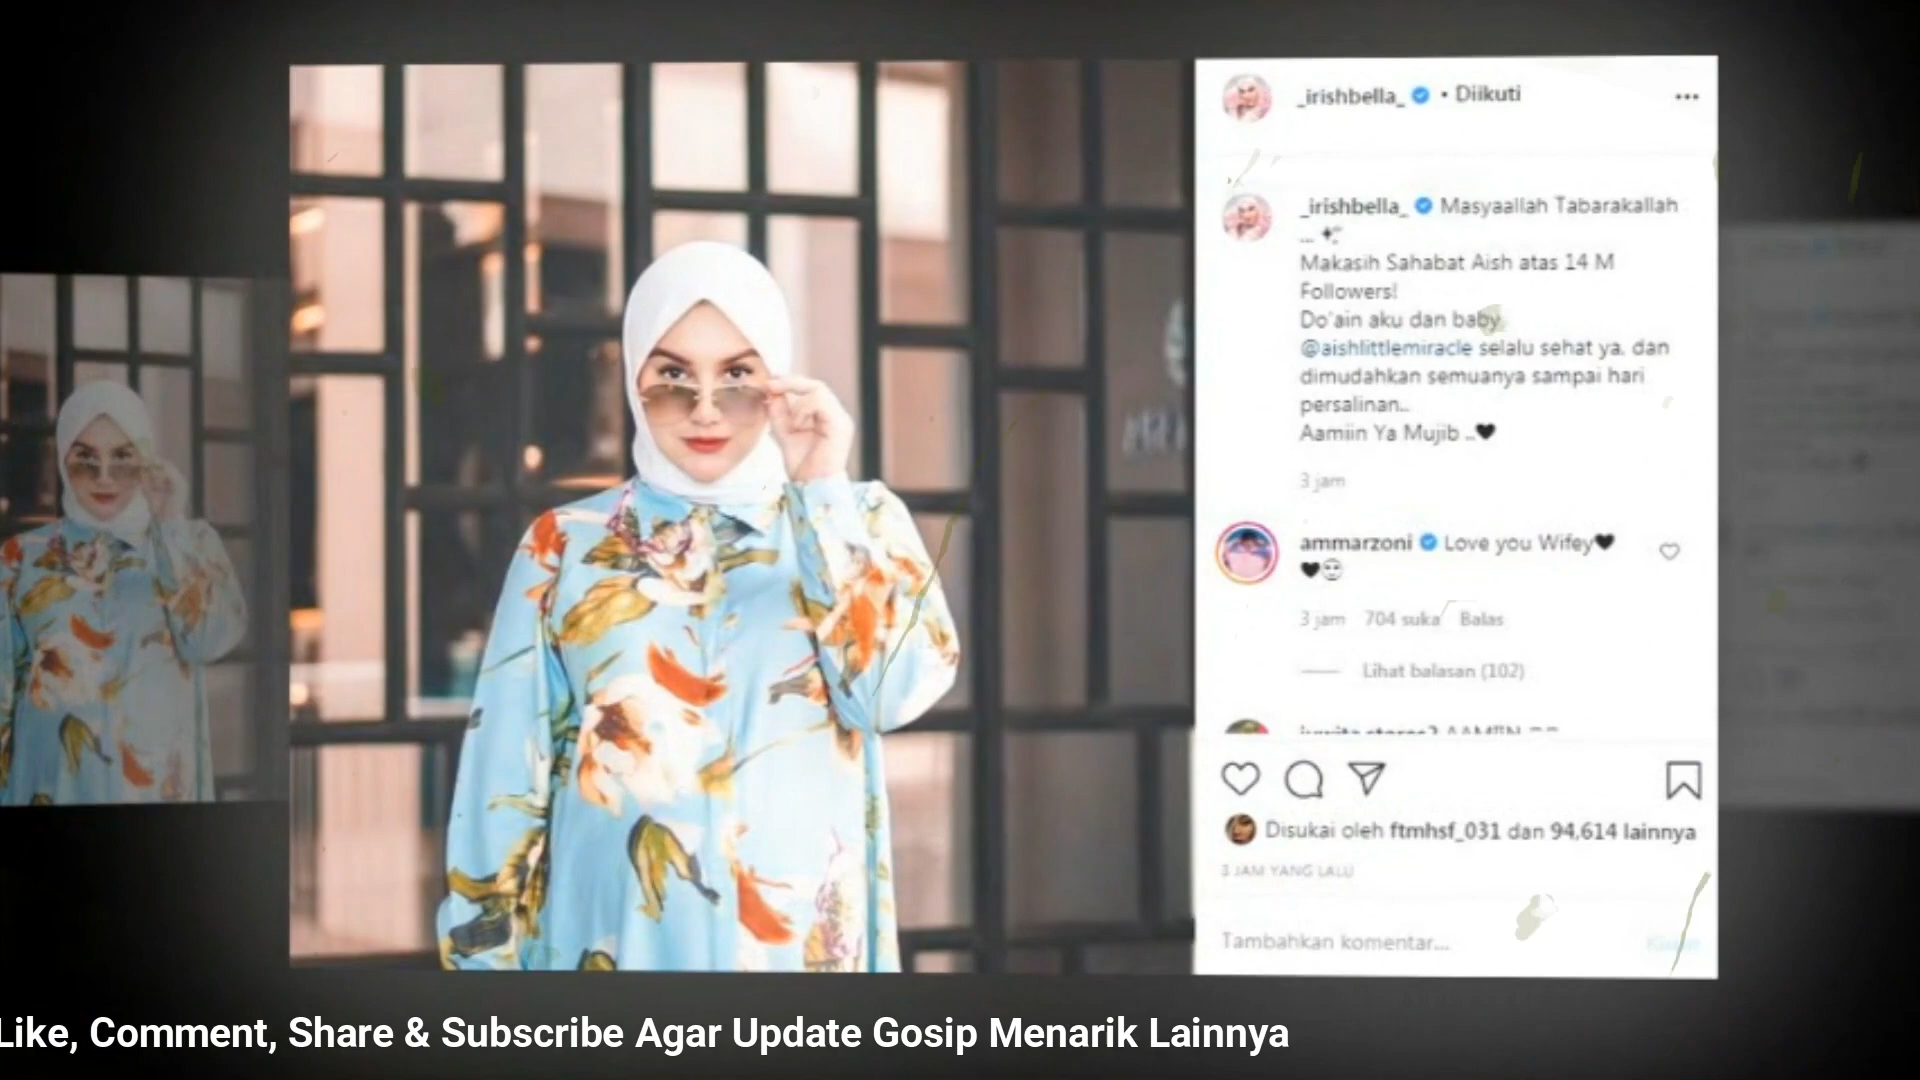 _irishbella_ • Diikuti
_irishbella_ Masyaallah Tabarakallah
...
Makasih Sahabat Aish atas 14 M
Followers!
Do'ain aku dan baby
@aishlittlemiracle selalu sehat ya. dan
dimudahkan semuanya sampai hari
persalinan..
Aamiin Ya Mujib ..🖤
3 jam
ammarzoni Love you Wifey🖤
🖤
3 jam 704 suka Balas
Lihat balasan (102)
Disukai oleh ftmhsf_031 dan 94,614 lainnya
3 JAM YANG LALU
Tambahkan komentar...
Like, Comment, Share & Subscribe Agar Update Gosip Menarik Lainnya